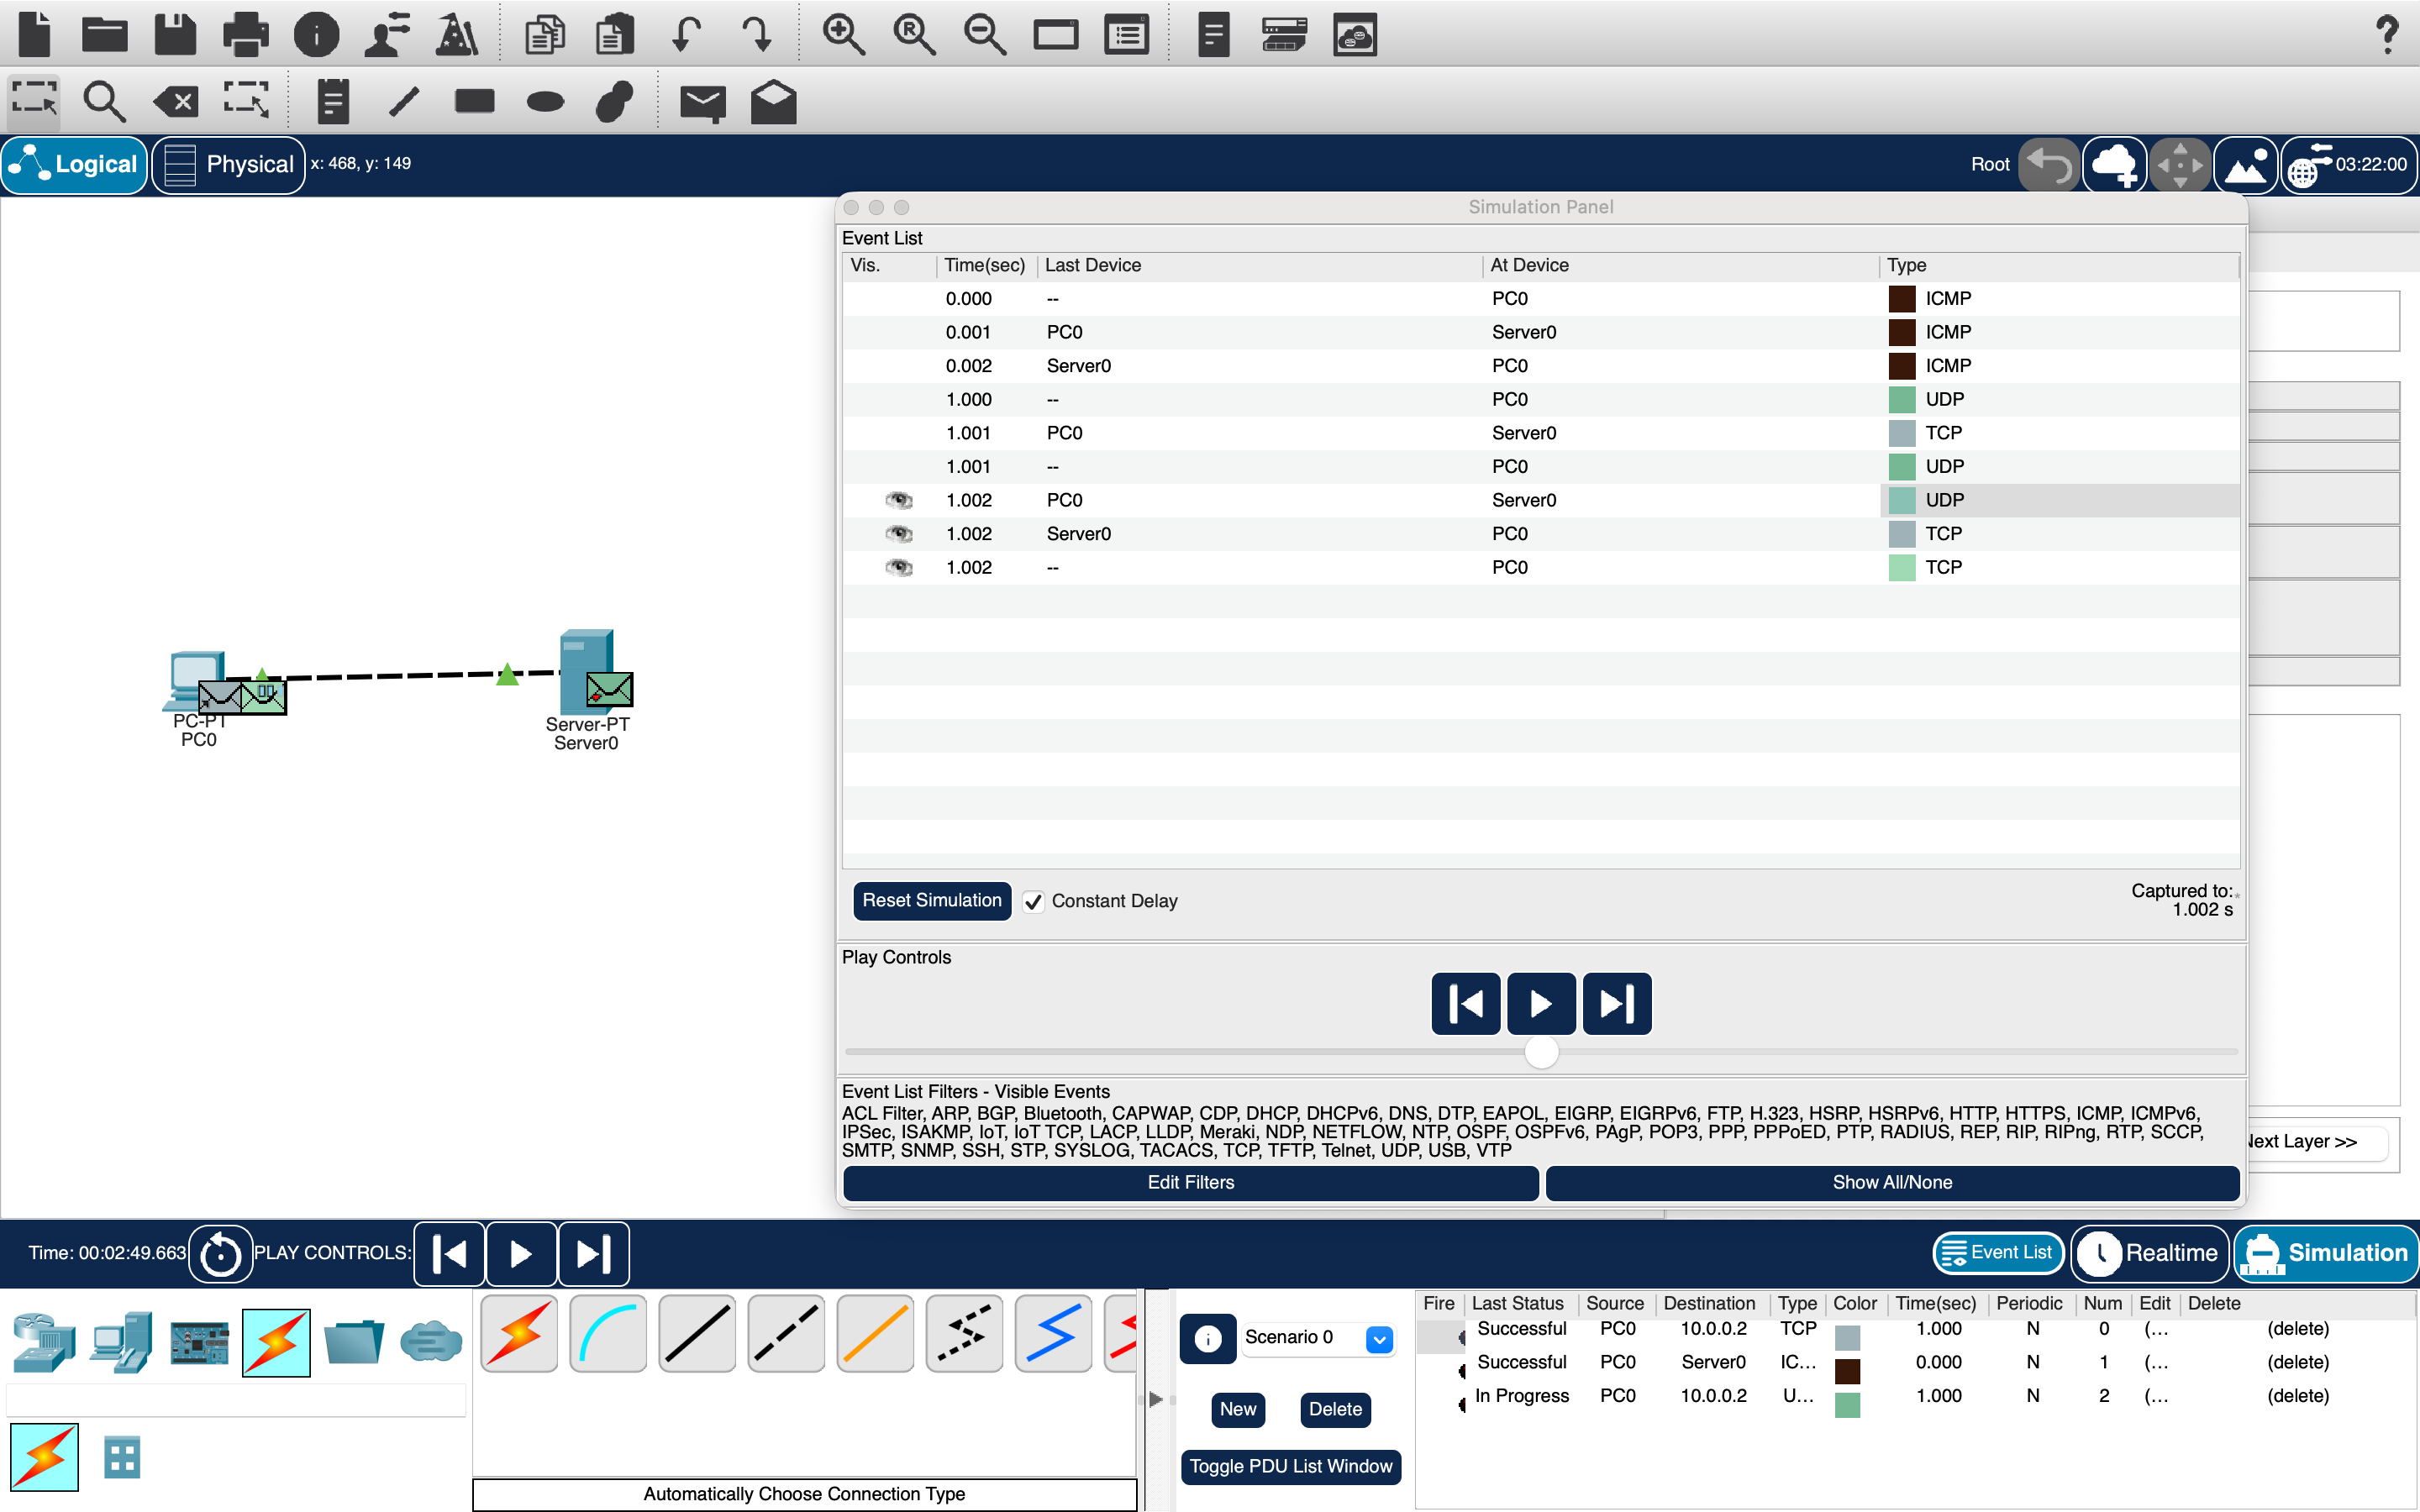 Logical
Physical
x: 468, y: 149
Root
03:22:00
Simulation Panel
Event List
Vis. Time(sec) Last Device At Device Type
0.000 -- PC0 ICMP
0.001 PC0 Server0 ICMP
0.002 Server0 PC0 ICMP
1.000 -- PC0 UDP
1.001 PC0 Server0 TCP
1.001 -- PC0 UDP
1.002 PC0 Server0 UDP
1.002 Server0 PC0 TCP
1.002 -- PC0 TCP
PC-PT
PC0
Server-PT
Server0
Reset Simulation
Constant Delay
Captured to:
1.002 s
Play Controls
Event List Filters - Visible Events
ACL Filter, ARP, BGP, Bluetooth, CAPWAP, CDP, DHCP, DHCPv6, DNS, DTP, EAPOL, EIGRP, EIGRPv6, FTP, H.323, HSRP, HSRPv6, HTTP, HTTPS, ICMP, ICMPv6,
IPSec, ISAKMP, IoT, IoT TCP, LACP, LLDP, Meraki, NDP, NETFLOW, NTP, OSPF, OSPFv6, PAgP, POP3, PPP, PPPoED, PTP, RADIUS, REP, RIP, RIPng, RTP, SCCP,
SMTP, SNMP, SSH, STP, SYSLOG, TACACS, TCP, TFTP, Telnet, UDP, USB, VTP
Edit Filters
Show All/None
Layer >>
Time: 00:02:49.663
PLAY CONTROLS:
Event List
Realtime
Simulation
Scenario 0
New
Delete
Toggle PDU List Window
Automatically Choose Connection Type
Fire Last Status Source Destination Type Color Time(sec) Periodic Num Edit Delete
Successful PC0 10.0.0.2 TCP 1.000 N 0 (... (delete)
Successful PC0 Server0 IC... 0.000 N 1 (... (delete)
In Progress PC0 10.0.0.2 U... 1.000 N 2 (... (delete)